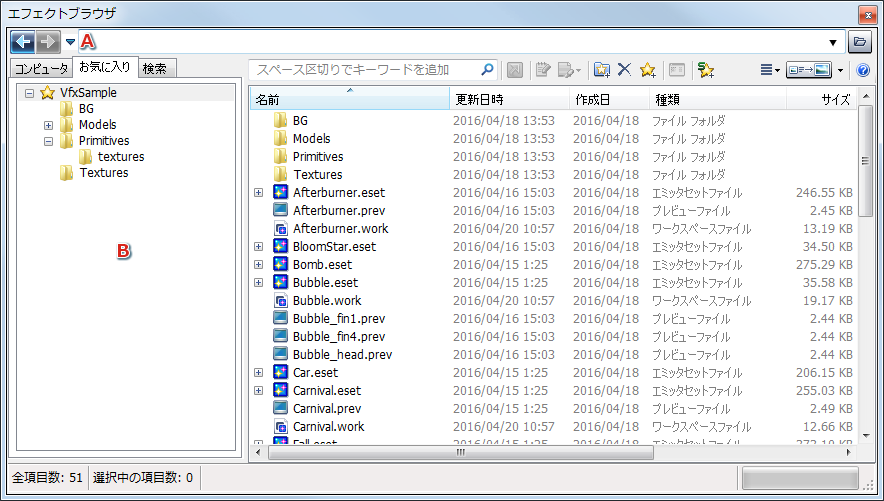 エフェクトブラウザ
A
コンピュータ お気に入り 検索
スペース区切りでキーワードを追加
VfxSample
BG
Models
Primitives
textures
Textures
B
名前 更新日時 作成日 種類 サイズ
BG 2016/04/18 13:53 2016/04/18 ファイル フォルダ
Models 2016/04/18 13:53 2016/04/18 ファイル フォルダ
Primitives 2016/04/18 13:53 2016/04/18 ファイル フォルダ
Textures 2016/04/18 13:53 2016/04/18 ファイル フォルダ
Afterburner.eset 2016/04/16 15:03 2016/04/18 エミッタセットファイル 246.55 KB
Afterburner.prev 2016/04/16 15:03 2016/04/18 プレビューファイル 2.45 KB
Afterburner.work 2016/04/20 10:57 2016/04/18 ワークスペースファイル 13.19 KB
BloomStar.eset 2016/04/16 15:03 2016/04/18 エミッタセットファイル 34.50 KB
Bomb.eset 2016/04/15 1:25 2016/04/18 エミッタセットファイル 275.29 KB
Bubble.eset 2016/04/15 1:25 2016/04/18 エミッタセットファイル 35.58 KB
Bubble.work 2016/04/20 10:57 2016/04/18 ワークスペースファイル 19.17 KB
Bubble_fin1.prev 2016/04/16 15:03 2016/04/18 プレビューファイル 2.44 KB
Bubble_fin4.prev 2016/04/16 15:03 2016/04/18 プレビューファイル 2.44 KB
Bubble_head.prev 2016/04/16 15:03 2016/04/18 プレビューファイル 2.44 KB
Car.eset 2016/04/15 1:25 2016/04/18 エミッタセットファイル 206.15 KB
Carnival.eset 2016/04/15 1:25 2016/04/18 エミッタセットファイル 255.03 KB
Carnival.prev 2016/04/15 1:25 2016/04/18 プレビューファイル 2.49 KB
Carnival.work 2016/04/20 10:57 2016/04/18 ワークスペースファイル 12.66 KB
Fall.eset 2016/04/15 1:25 2016/04/18 エミッタセットファイル
全項目数: 51 選択中の項目数: 0